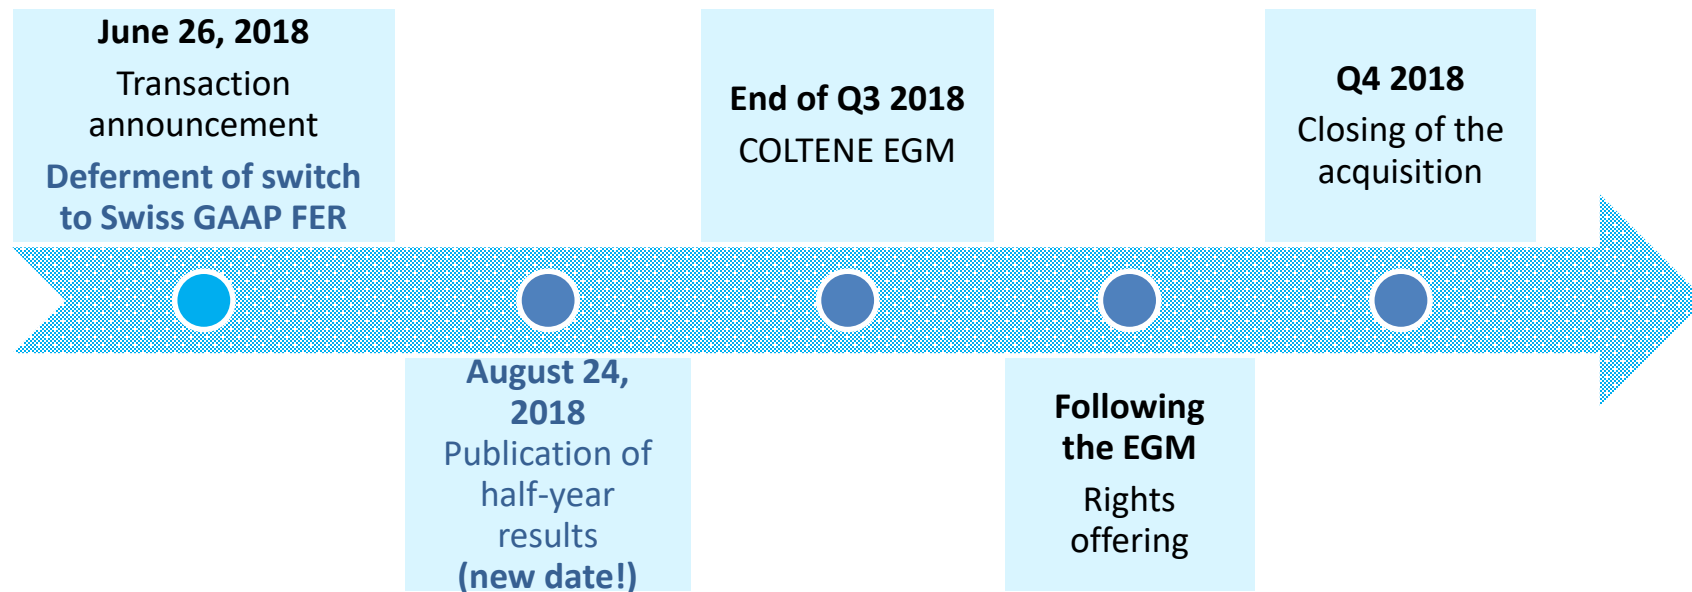 June 26, 2018
Transaction
announcement
Deferment of switch
to Swiss GAAP FER
August 24,
2018
Publication of
half-year
results
(new date!)
End of Q3 2018
COLTENE EGM
Following
the EGM
Rights
offering
Q4 2018
Closing of the
acquisition